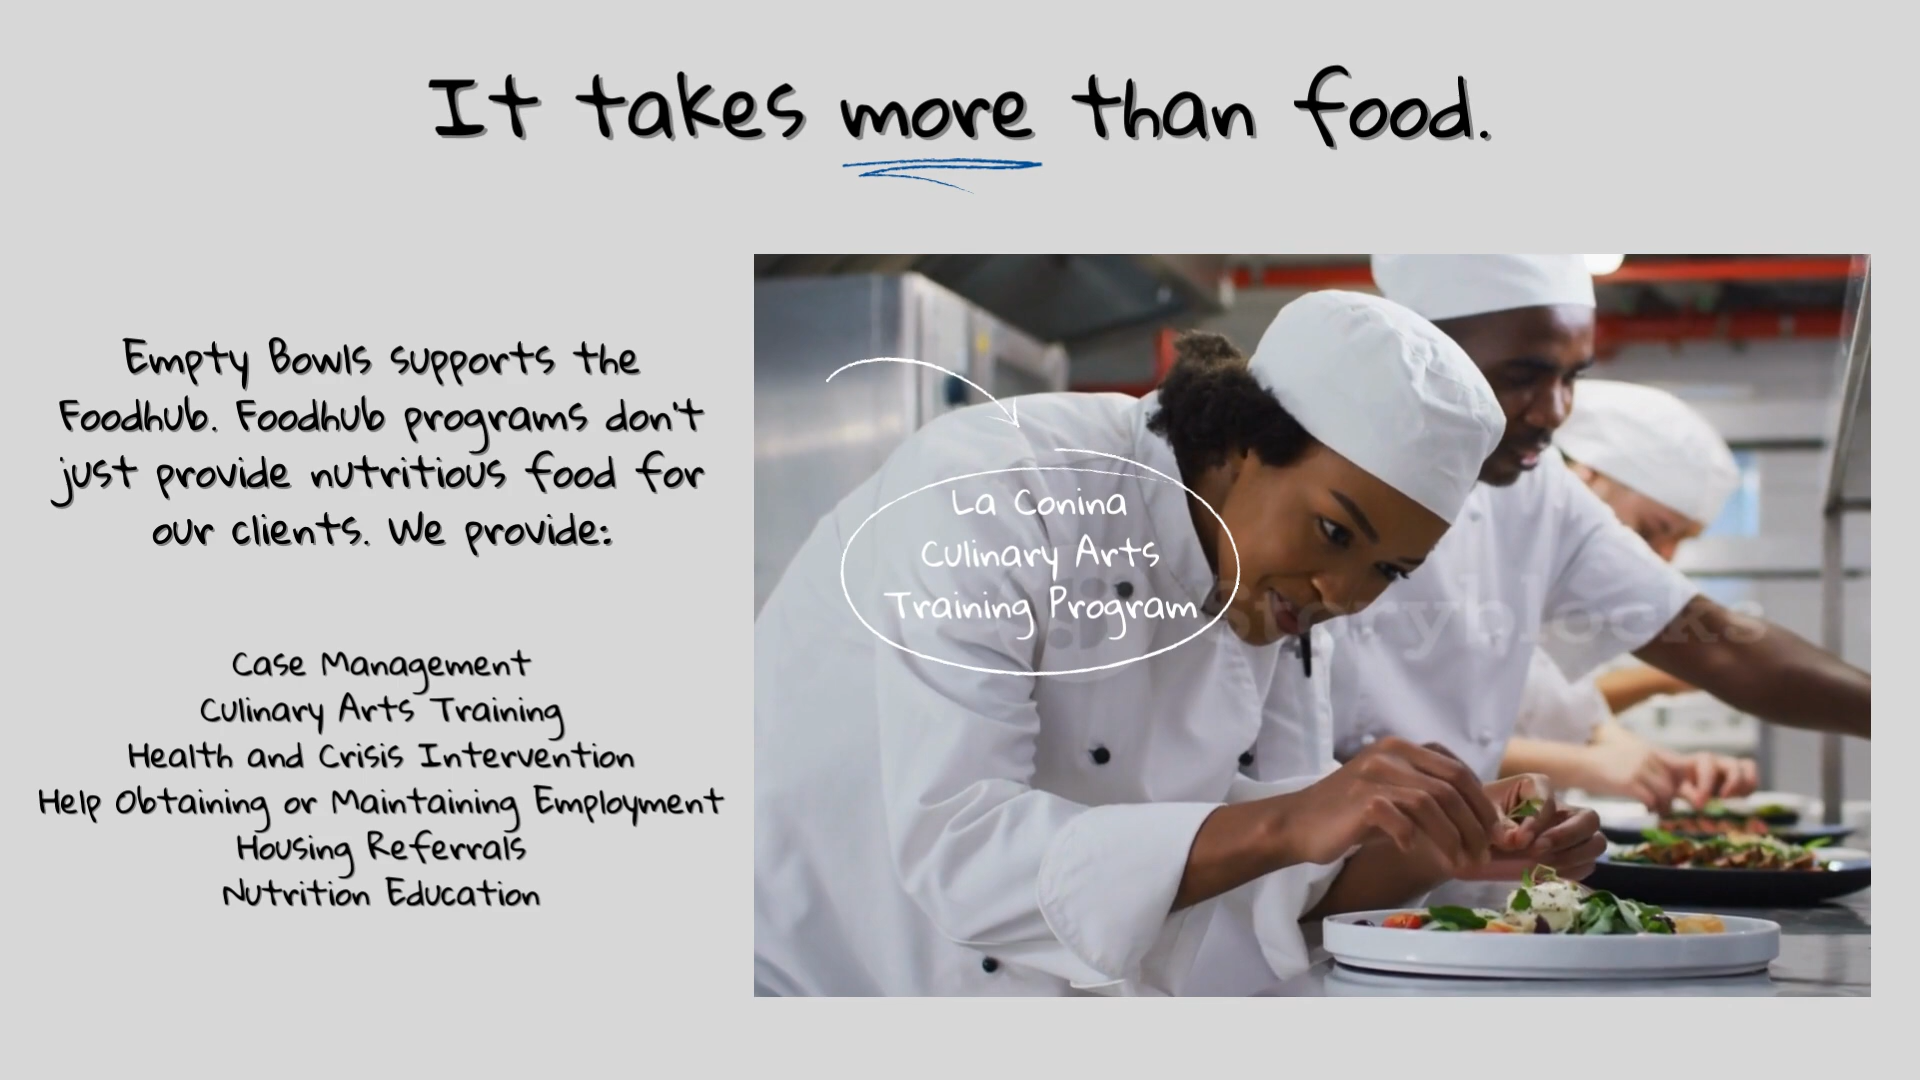 It takes more than food.
Empty Bowls supports the
Foodhub. Foodhub programs don't
just provide nutritious food for
our clients. We provide:
Case Management
Culinary Arts Training
Health and Crisis Intervention
Help Obtaining or Maintaining Employment
Housing Referrals
Nutrition Education
La Conina
Culinary Arts
Training Program
Storyblocks